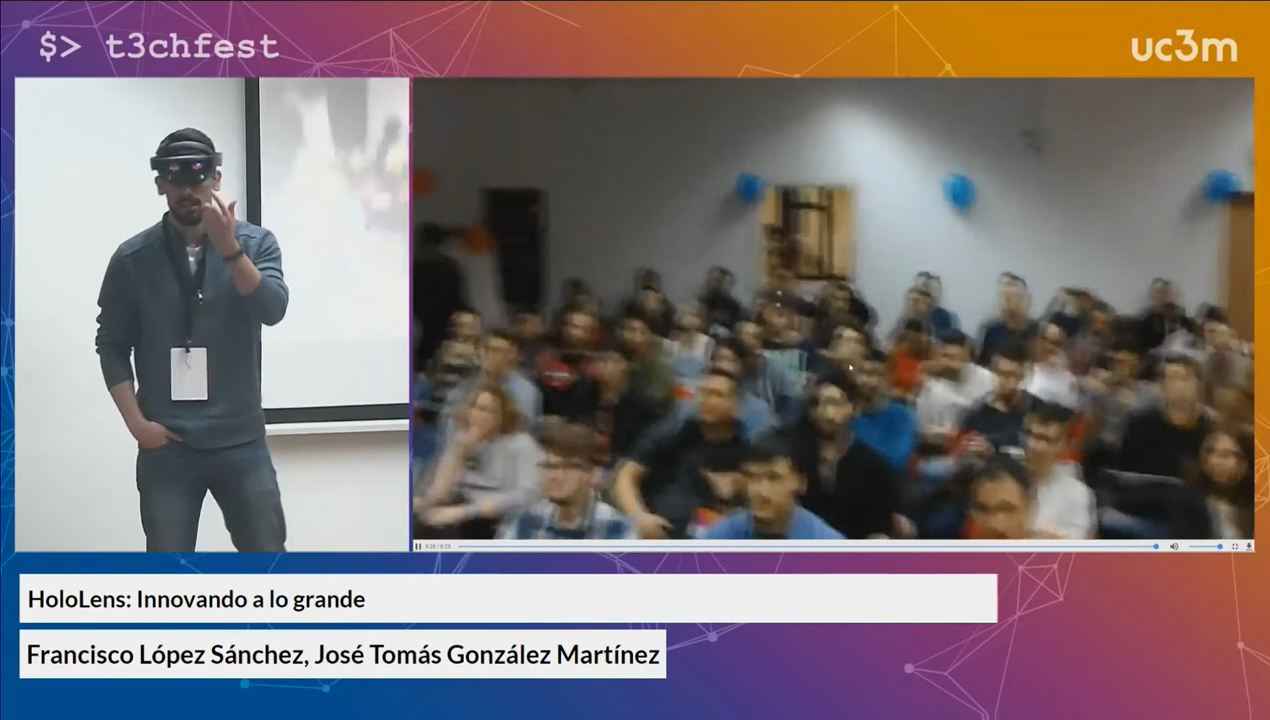 $> t3chfest
uc3m
HoloLens: Innovando a lo grande
Francisco López Sánchez, José Tomás González Martínez